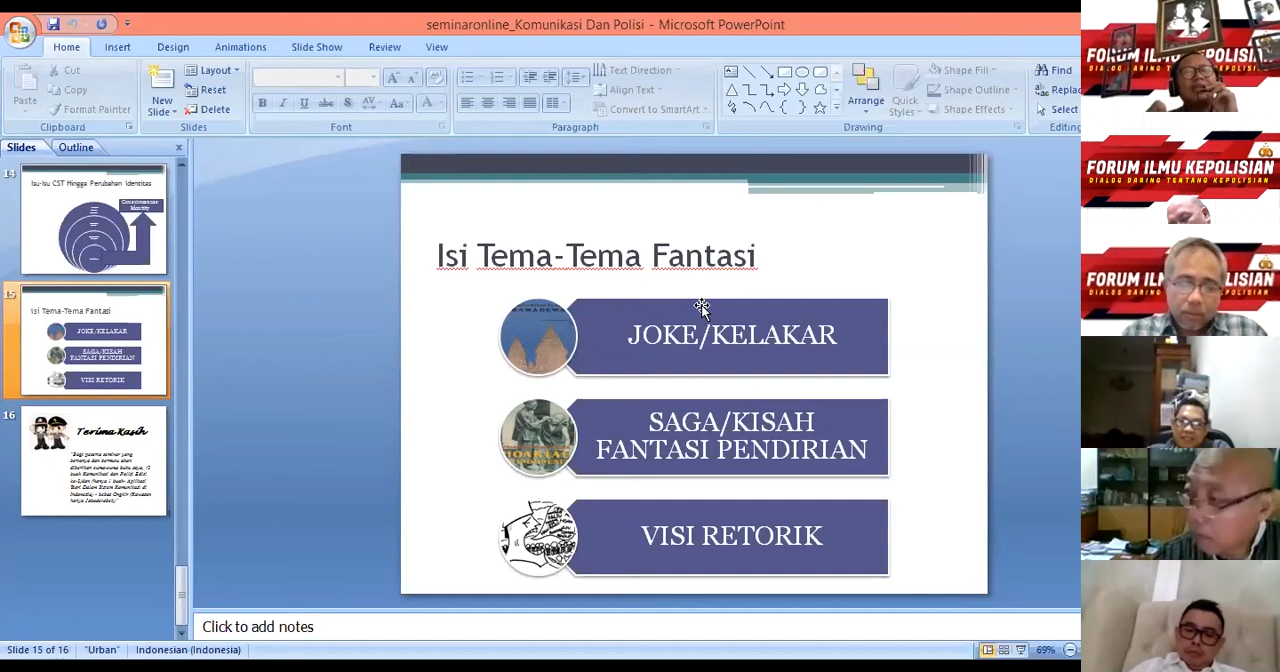 seminaronline_Komunikasi Dan Polisi - Microsoft PowerPoint
Home Insert Design Animations Slide Show Review View
Paste
Cut
Copy
Format Painter
Clipboard
New Slide
Layout
Reset
Delete
Slides
B I U abc S AV Aa A
Font
Text Direction
Align Text
Convert to SmartArt
Paragraph
Arrange
Quick Styles
Shape Fill
Shape Outline
Shape Effects
Drawing
Find
Select
Editing
Slides Outline x
14
Isu-Isu CST Hingga Perubahan Identitas
Consciousness
Identity
15
Isi Tema-Tema Fantasi
JOKE/KELAKAR
SAGA/KISAH
FANTASI PENDIRIAN
VISI RETORIK
16
Terima Kasih
Isi Tema-Tema Fantasi
JOKE/KELAKAR
SAGA/KISAH
FANTASI PENDIRIAN
VISI RETORIK
Click to add notes
Slide 15 of 16 "Urban" Indonesian (Indonesia) 69%
FORUM ILMU KEPOLISIAN
FORUM ILMU KEPOLISIAN
DIALOG DARING TENTANG KEPOLISIAN
FORUM ILMU KEPOLISIAN